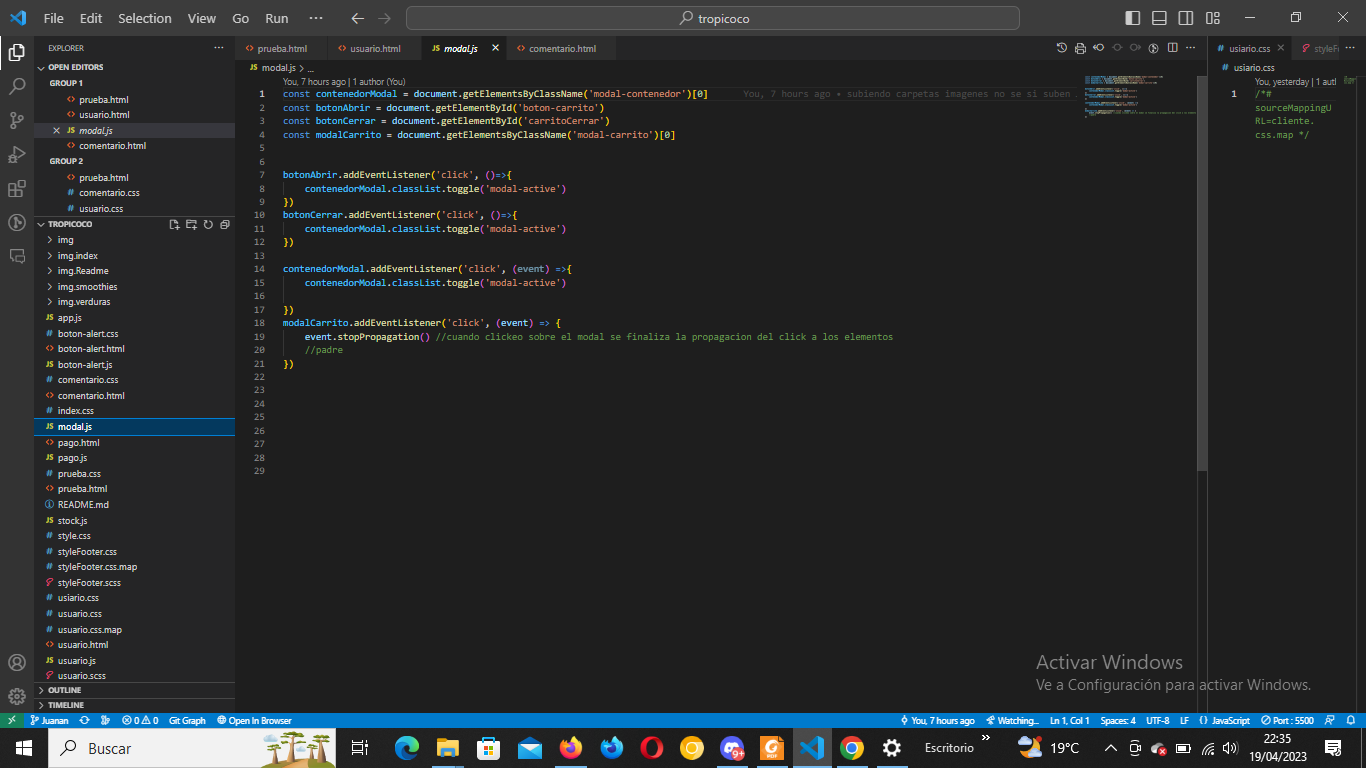 File Edit Selection View Go Run ··· tropicoco
EXPLORER ···
OPEN EDITORS
GROUP 1
prueba.html
usuario.html
modal.js
comentario.html
GROUP 2
prueba.html
comentario.css
usuario.css
TROPICOCO
img
img.index
img.Readme
img.smoothies
img.verduras
app.js
boton-alert.css
boton-alert.html
boton-alert.js
comentario.css
comentario.html
index.css
modal.js
pago.html
pago.js
prueba.css
prueba.html
README.md
stock.js
style.css
styleFooter.css
styleFooter.css.map
styleFooter.scss
usiario.css
usuario.css
usuario.css.map
usuario.html
usuario.js
usuario.scss
OUTLINE
TIMELINE
prueba.html usuario.html modal.js comentario.html
modal.js > ...
You, 7 hours ago | 1 author (You)
1 const contenedorModal = document.getElementsByClassName('modal-contenedor')[0] You, 7 hours ago • subiendo carpetas imagenes no se si suben .
2 const botonAbrir = document.getElementById('boton-carrito')
3 const botonCerrar = document.getElementById('carritoCerrar')
4 const modalCarrito = document.getElementsByClassName('modal-carrito')[0]
5
6
7 botonAbrir.addEventListener('click', ()=>{
8 contenedorModal.classList.toggle('modal-active')
9 })
10 botonCerrar.addEventListener('click', ()=>{
11 contenedorModal.classList.toggle('modal-active')
12 })
13
14 contenedorModal.addEventListener('click', (event) =>{
15 contenedorModal.classList.toggle('modal-active')
16
17 })
18 modalCarrito.addEventListener('click', (event) => {
19 event.stopPropagation() //cuando clickeo sobre el modal se finaliza la propagacion del click a los elementos
20 //padre
21 })
22
23
24
25
26
27
28
29
usiario.css styleF ···
usiario.css
You, yesterday | 1 aut
1 /*#
sourceMappingU
RL=cliente.
css.map */
Activar Windows
Ve a Configuración para activar Windows.
Juanan 0 0 Git Graph Open In Browser You, 7 hours ago Watching... Ln 1, Col 1 Spaces: 4 UTF-8 LF JavaScript Port : 5500
Buscar Escritorio 19°C 22:35
19/04/2023